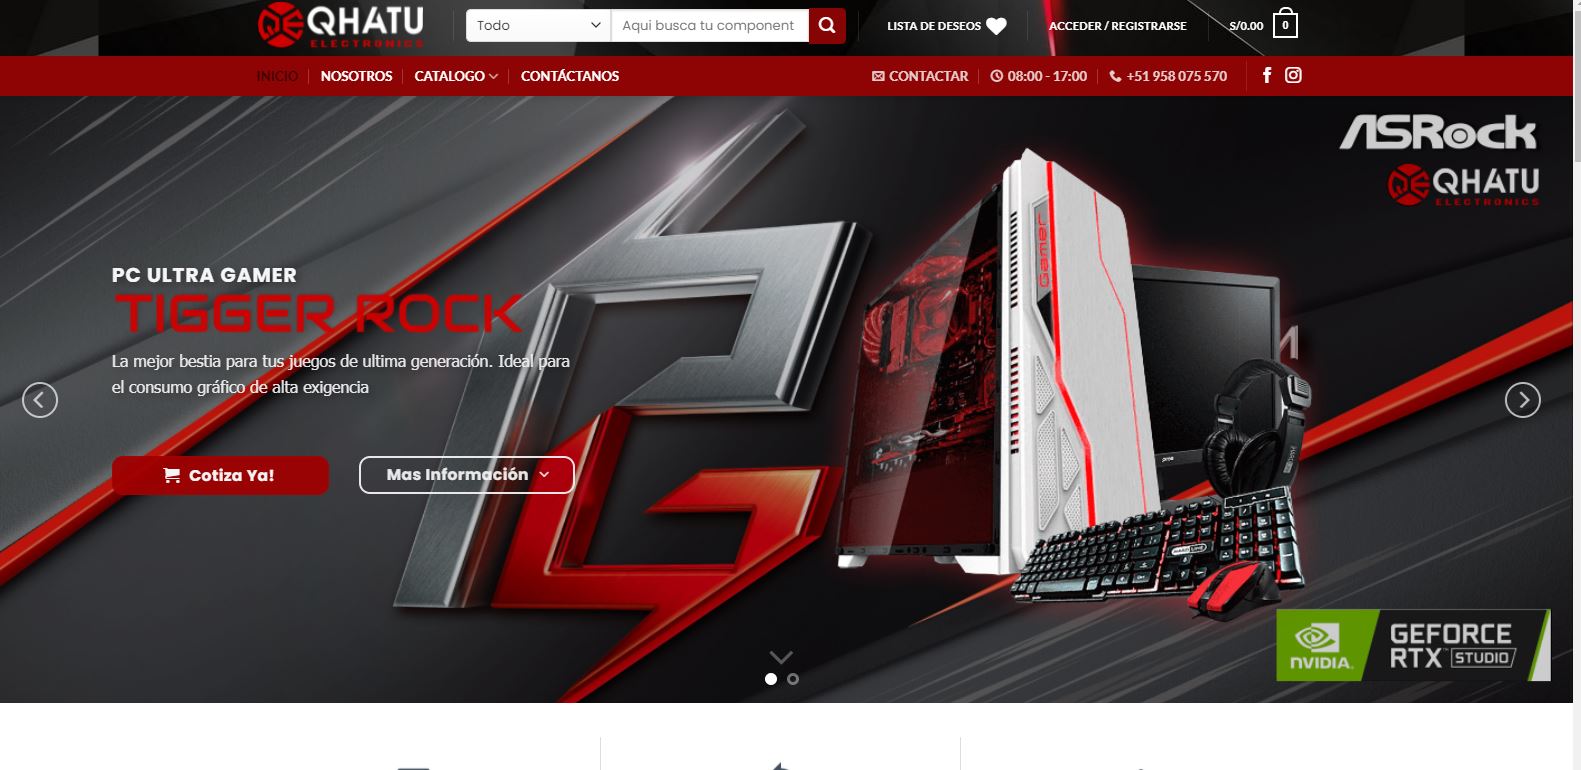 QHATU
ELECTRONICS
Todo
Aqui busca tu component
LISTA DE DESEOS
ACCEDER / REGISTRARSE
S/0.00
0
INICIO
NOSOTROS
CATALOGO
CONTÁCTANOS
CONTACTAR
08:00 - 17:00
+51 958 075 570
ASRock
QHATU
ELECTRONICS
PC ULTRA GAMER
TIGGER ROCK
La mejor bestia para tus juegos de ultima generación. Ideal para
el consumo gráfico de alta exigencia
Cotiza Ya!
Mas Información
Gamer
NVIDIA.
GEFORCE
RTX™ STUDIO